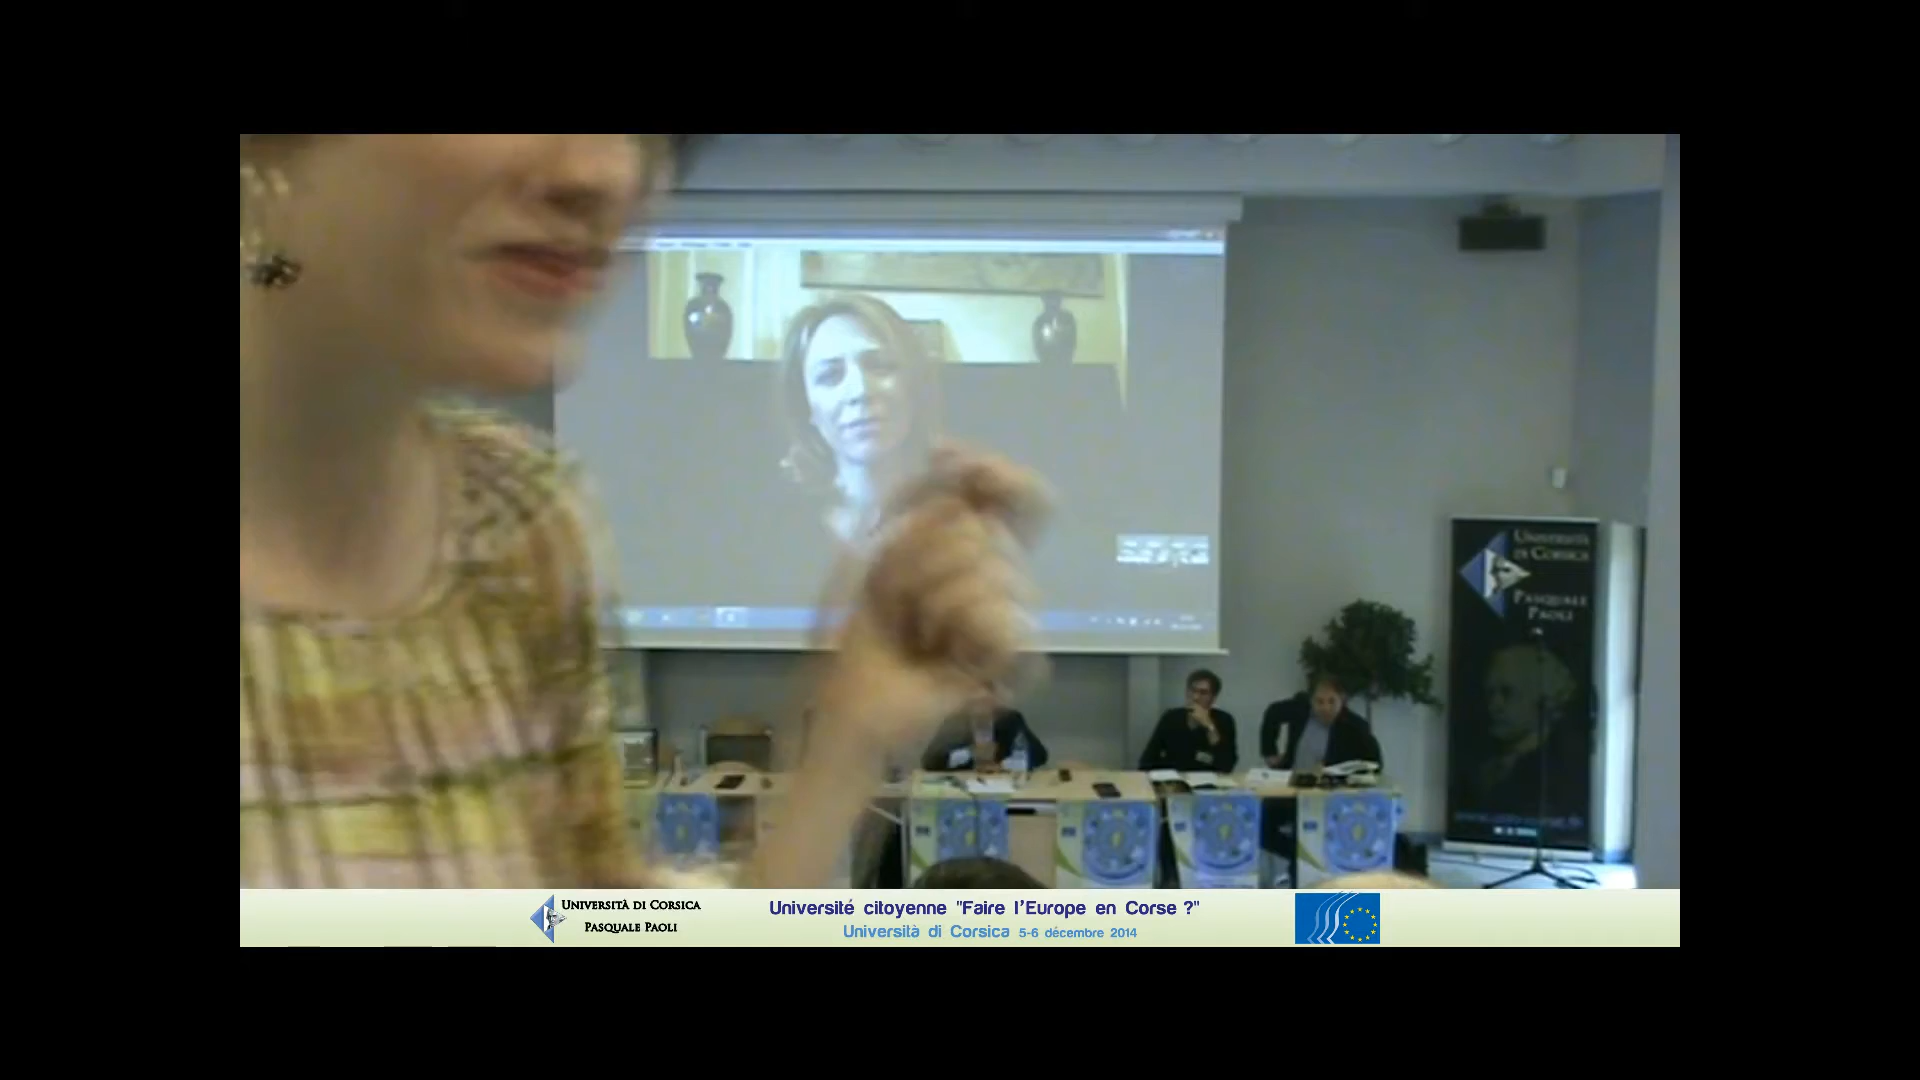 UNIVERSITÀ
DI CORSICA
PASQUALE
PAOLI
UNIVERSITÀ DI CORSICA
PASQUALE PAOLI
Université citoyenne "Faire l'Europe en Corse ?"
Università di Corsica 5-6 décembre 2014